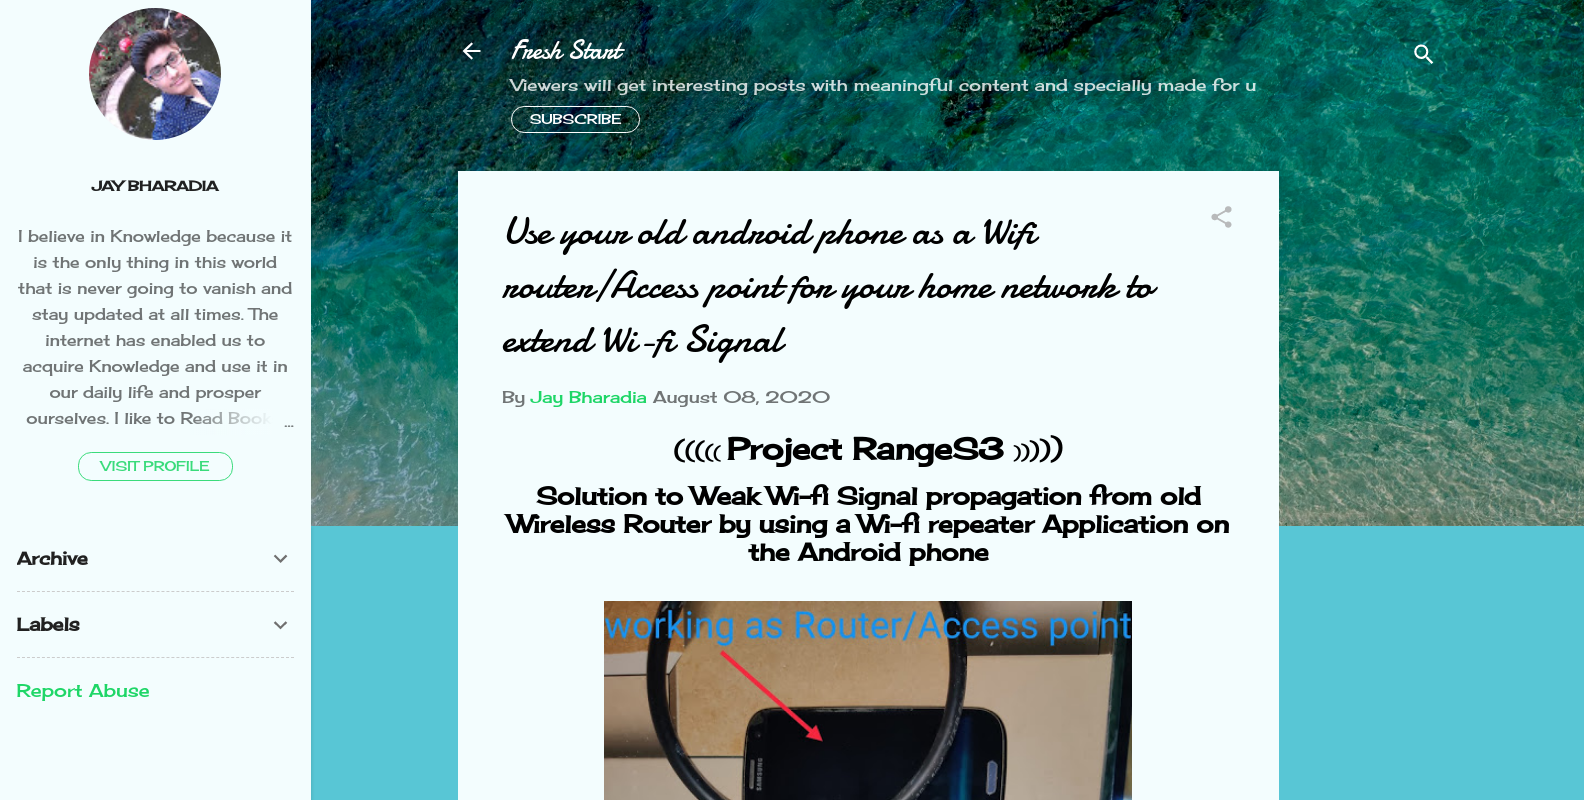 JAY BHARADIA
I believe in Knowledge because it
is the only thing in this world
that is never going to vanish and
stay updated at all times. The
internet has enabled us to
acquire Knowledge and use it in
our daily life and prosper
ourselves. I like to Read Book
...
VISIT PROFILE
Archive
Labels
Report Abuse
Fresh Start
Viewers will get interesting posts with meaningful content and specially made for u
SUBSCRIBE
Use your old android phone as a Wifi
router/Access point for your home network to
extend Wi-fi Signal
By Jay Bharadia August 08, 2020
(((((( Project RangeS3 ))))))
Solution to Weak Wi-fi Signal propagation from old
Wireless Router by using a Wi-fi repeater Application on
the Android phone
working as Router/Access point
SAMSUNG